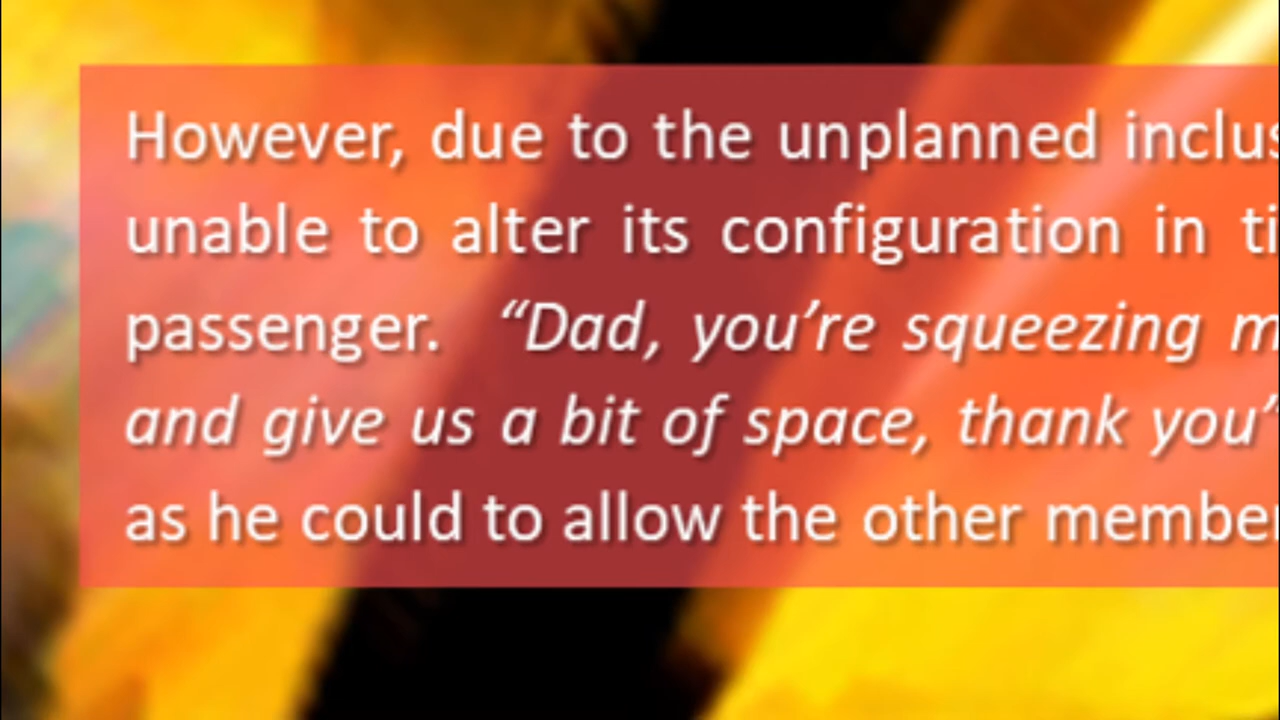 However, due to the unplanned inclus
unable to alter its configuration in ti
passenger. “Dad, you’re squeezing m
and give us a bit of space, thank you’
as he could to allow the other member